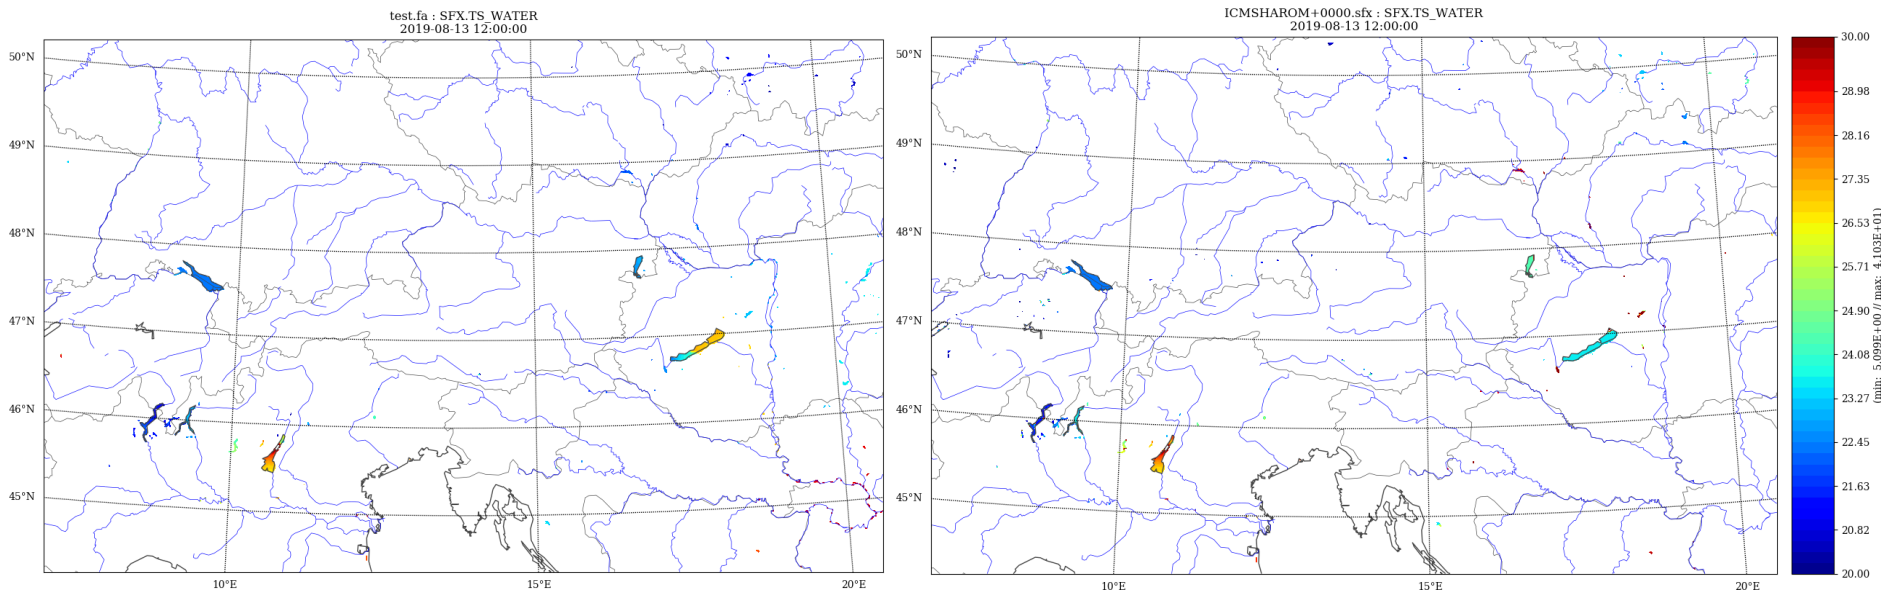 test.fa : SFX.TS_WATER
2019-08-13 12:00:00
50°N
49°N
48°N
47°N
46°N
45°N
10°E
15°E
20°E
ICMSHAROM+0000.sfx : SFX.TS_WATER
2019-08-13 12:00:00
50°N
49°N
48°N
47°N
46°N
45°N
10°E
15°E
20°E
30.00
28.98
28.16
27.35
26.53
25.71
24.90
24.08
23.27
22.45
21.63
20.82
20.00
(min: 5.099E+00 // max: 4.103E+01)